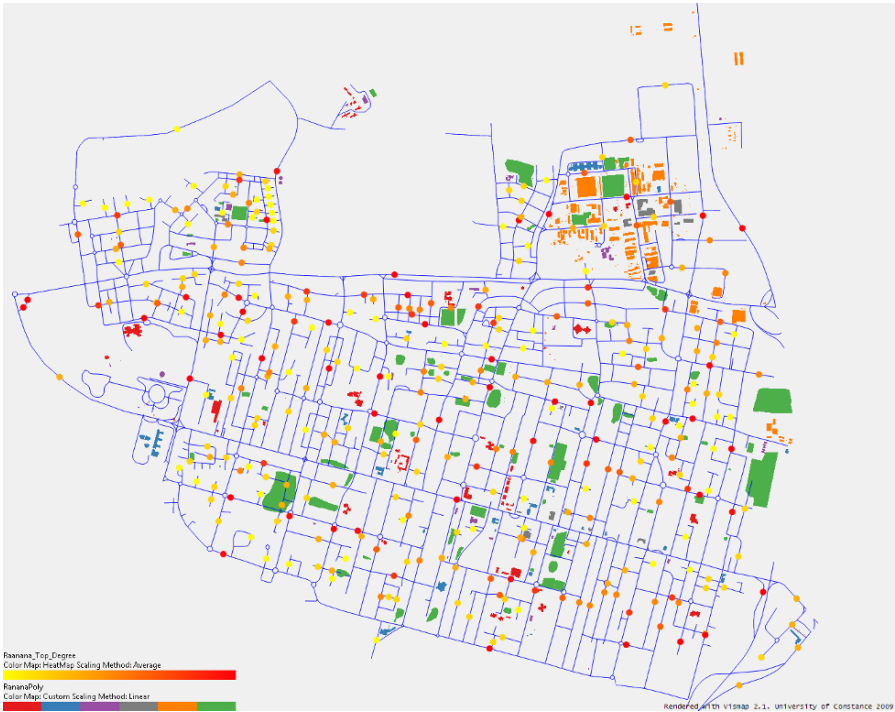 Raanana_Top_Degree
Color Map: HeatMap Scaling Method: Average
RananaPoly
Color Map: Custom Scaling Method: Linear
Rendered with Vismap 2.1. University of Constance 2009